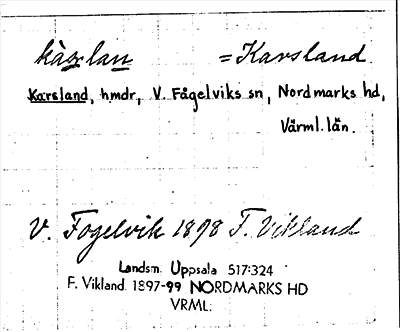 kàșlan =Karsland.
Karsland, hmdr, V. Fågelviks sn, Nordmarks hd,
Värml. län.
V. Fogelvik 1898 F. Vikland
Landsm. Uppsala 517:324
F. Vikland. 1897-99 NORDMARKS HD
VRML.